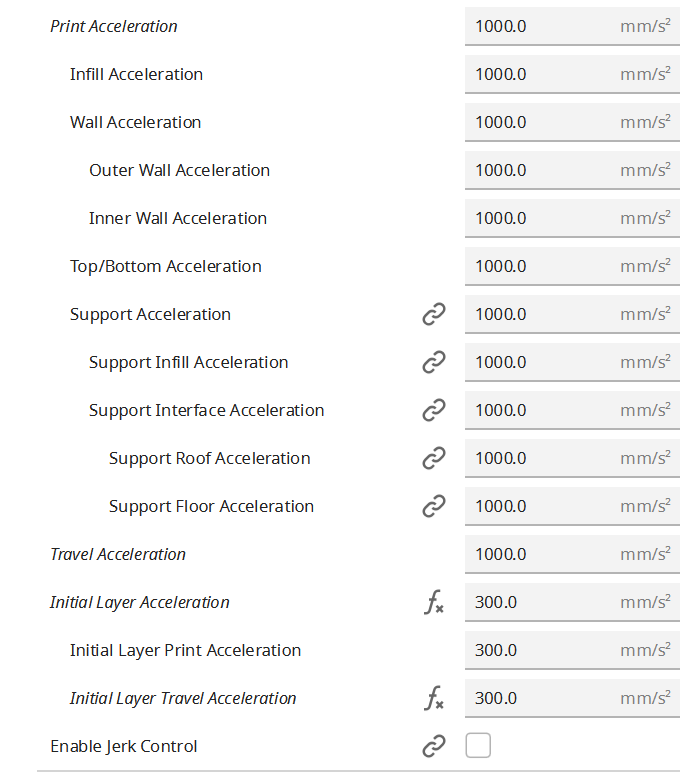 Print Acceleration 1000.0 mm/s²
Infill Acceleration 1000.0 mm/s²
Wall Acceleration 1000.0 mm/s²
Outer Wall Acceleration 1000.0 mm/s²
Inner Wall Acceleration 1000.0 mm/s²
Top/Bottom Acceleration 1000.0 mm/s²
Support Acceleration 1000.0 mm/s²
Support Infill Acceleration 1000.0 mm/s²
Support Interface Acceleration 1000.0 mm/s²
Support Roof Acceleration 1000.0 mm/s²
Support Floor Acceleration 1000.0 mm/s²
Travel Acceleration 1000.0 mm/s²
Initial Layer Acceleration fx 300.0 mm/s²
Initial Layer Print Acceleration 300.0 mm/s²
Initial Layer Travel Acceleration fx 300.0 mm/s²
Enable Jerk Control